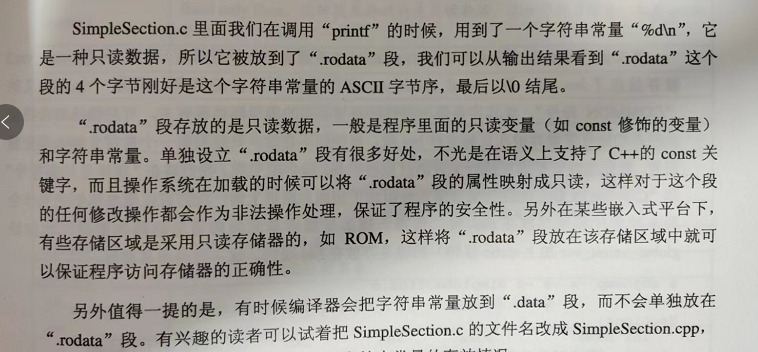 SimpleSection.c 里面我们在调用“printf”的时候，用到了一个字符串常量“%d\n”，它
是一种只读数据，所以它被放到了“.rodata”段，我们可以从输出结果看到“.rodata”这个
段的 4 个字节刚好是这个字符串常量的 ASCII 字节序，最后以\0 结尾。
“.rodata”段存放的是只读数据，一般是程序里面的只读变量（如 const 修饰的变量）
和字符串常量。单独设立“.rodata”段有很多好处，不光是在语义上支持了 C++的 const 关
键字，而且操作系统在加载的时候可以将“.rodata”段的属性映射成只读，这样对于这个段
的任何修改操作都会作为非法操作处理，保证了程序的安全性。另外在某些嵌入式平台下，
有些存储区域是采用只读存储器的，如 ROM，这样将“.rodata”段放在该存储区域中就可
以保证程序访问存储器的正确性。
另外值得一提的是，有时候编译器会把字符串常量放到“.data”段，而不会单独放在
“.rodata”段。有兴趣的读者可以试着把 SimpleSection.c 的文件名改成 SimpleSection.cpp，